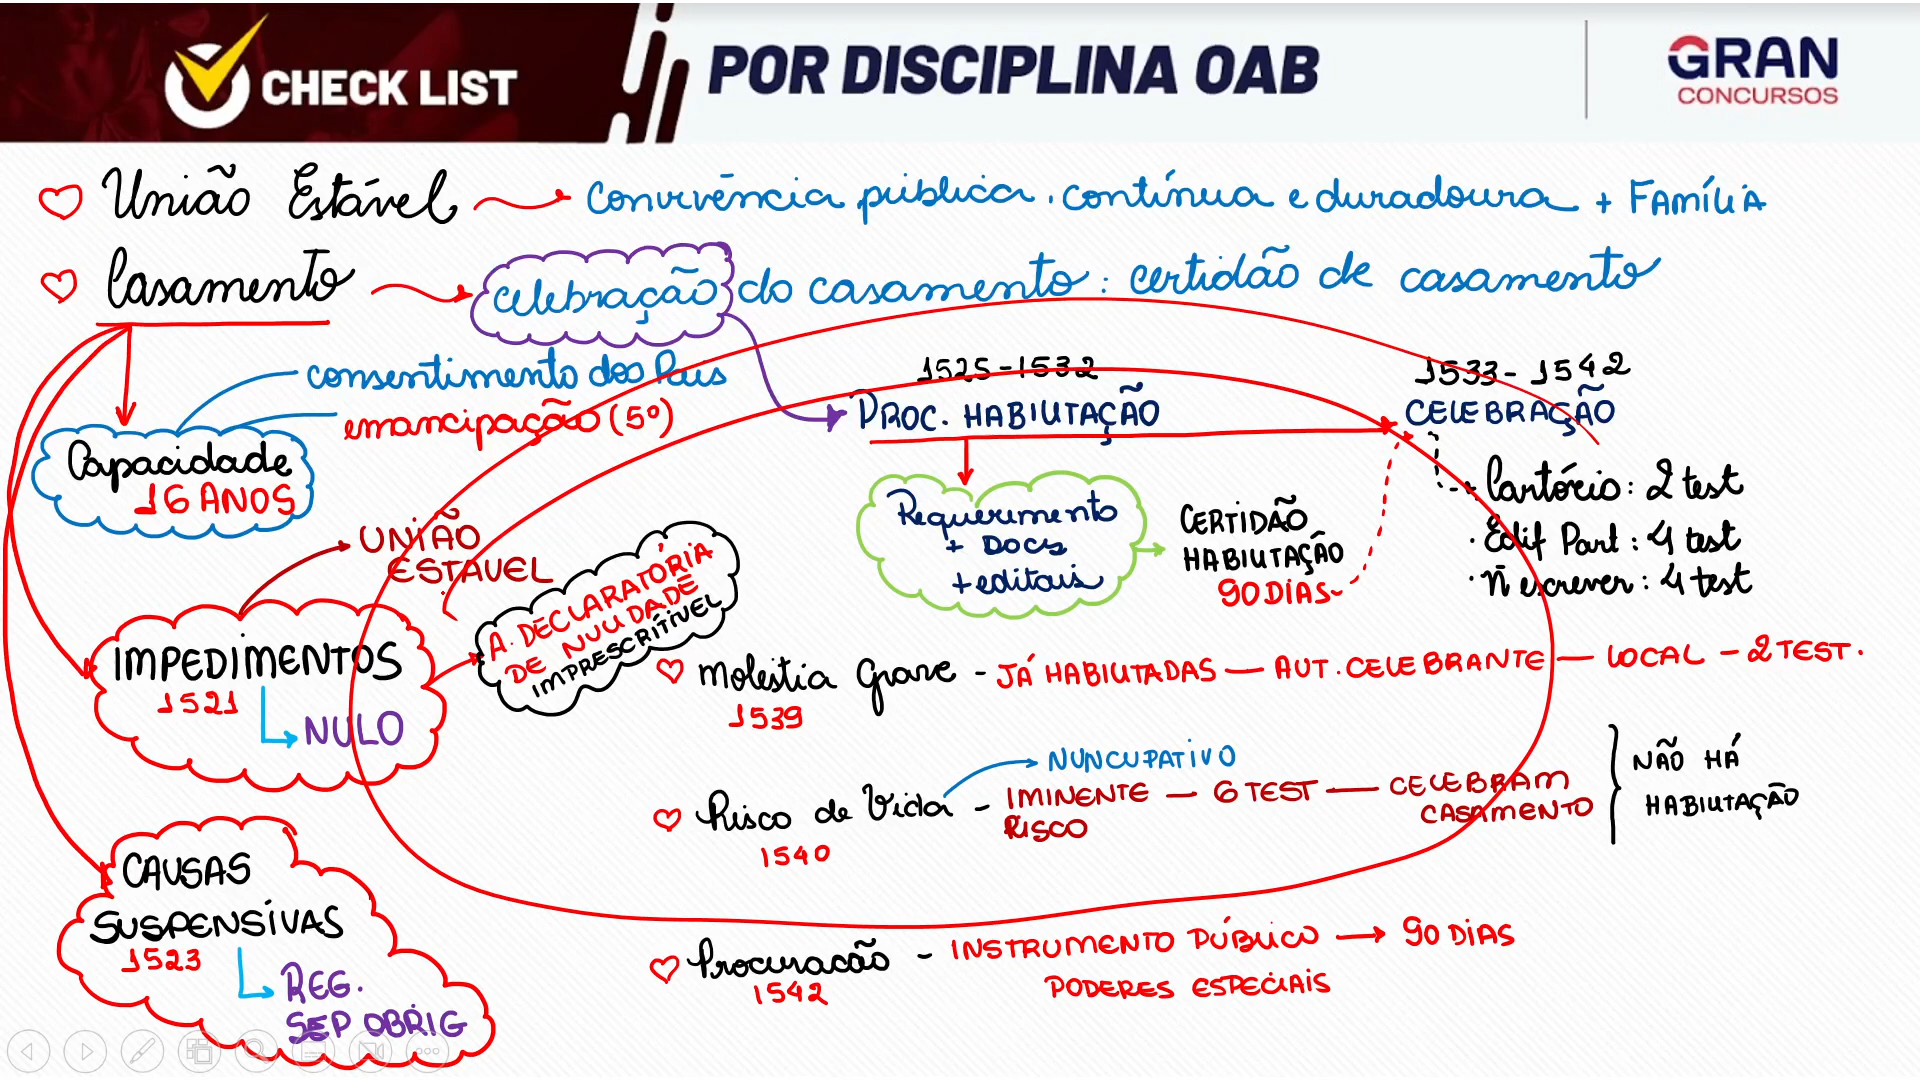 CHECK LIST
POR DISCIPLINA OAB
GRAN
CONCURSOS
União Estável
convivência pública, contínua e duradoura + FAMÍLIA
Casamento
celebração do casamento: certidão de casamento
consentimento dos Pais
emancipação (5º)
Capacidade
16 ANOS
1525-1532
PROC. HABILITAÇÃO
1533-1542
CELEBRAÇÃO
Requerimento
+ DOCS
+ editais
CERTIDÃO
HABILITAÇÃO
90 DIAS
Cartório: 2 test
· Edif Part: 4 test
· Ñ escrever: 4 test
UNIÃO
ESTAVEL
IMPEDIMENTOS
1521
NULO
A. DECLARATÓRIA
DE NULIDADE
IMPRESCRITÍVEL
Moléstia Grave - JÁ HABILITADAS — AUT. CELEBRANTE — LOCAL - 2 TEST.
1539
NUNCUPATIVO
Risco de Vida - IMINENTE — 6 TEST — CELEBRAM
RISCO
CASAMENTO
1540
NÃO HÁ
HABILITAÇÃO
CAUSAS
SUSPENSIVAS
1523
REG.
SEP OBRIG
Procuração - INSTRUMENTO PÚBLICO → 90 DIAS
1542
PODERES ESPECIAIS